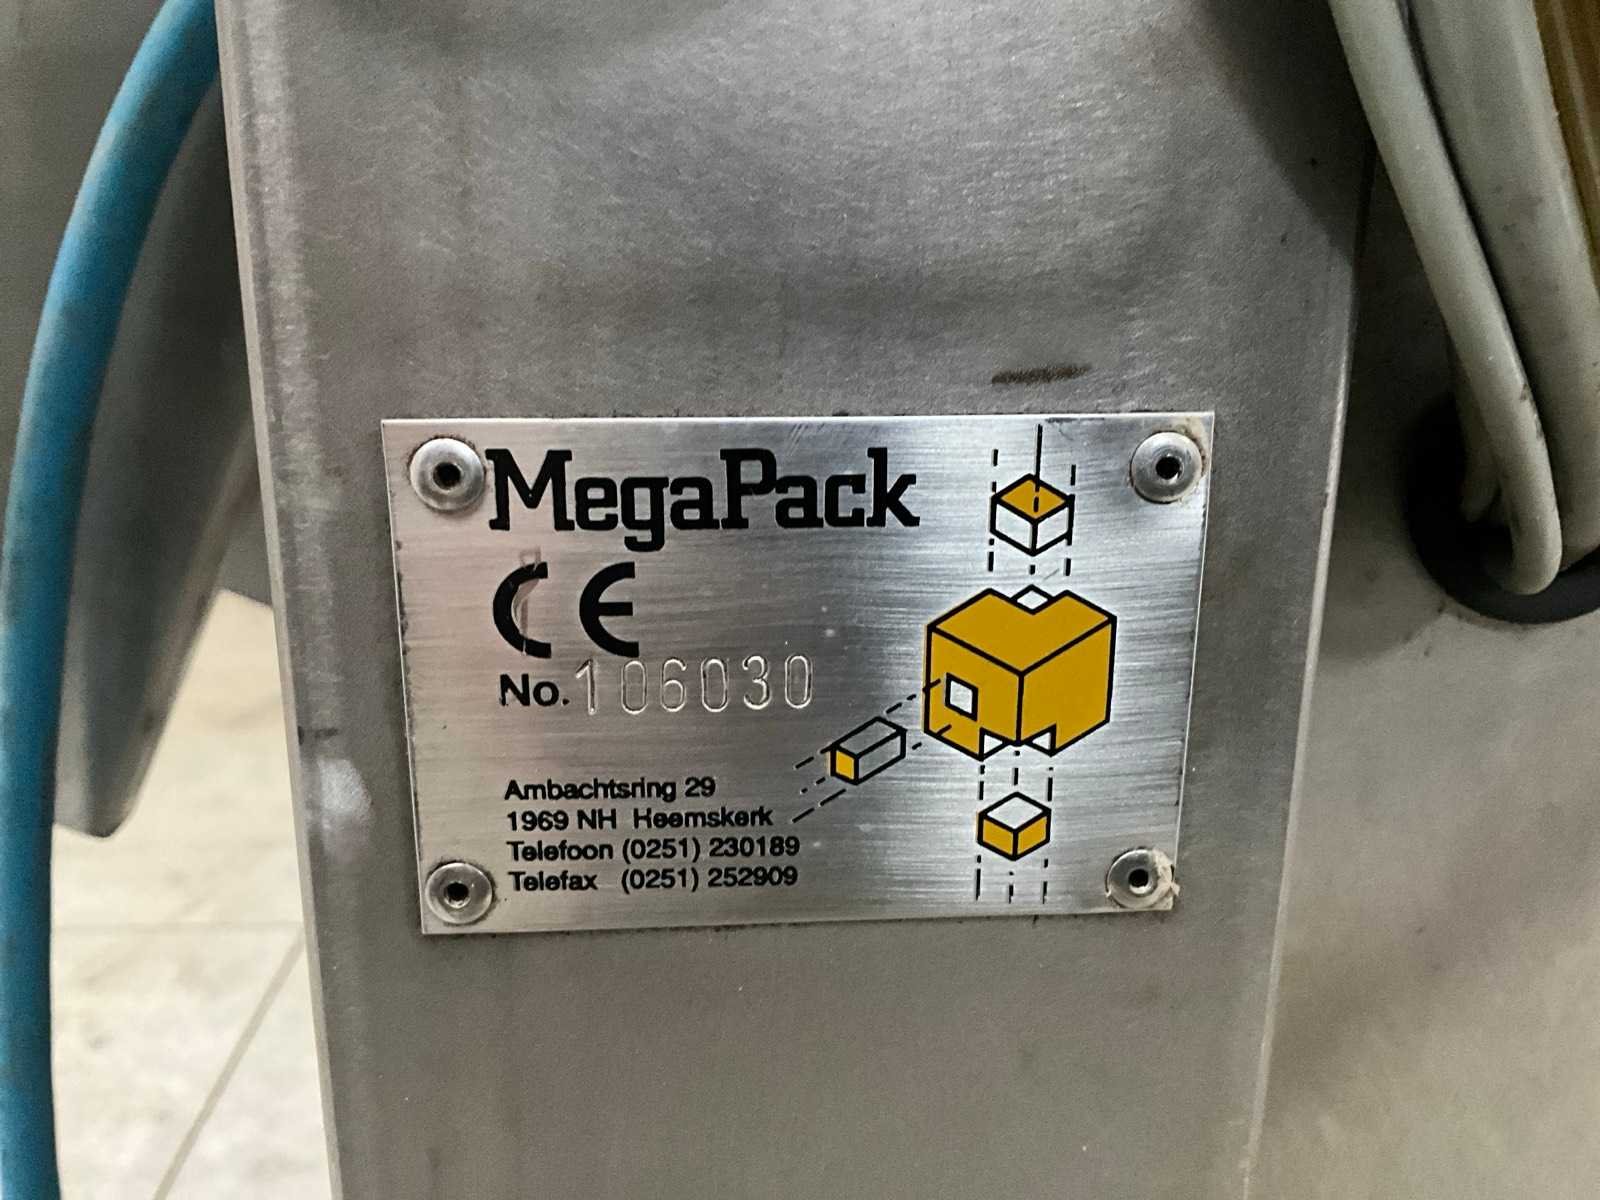 MegaPack
CE
No. 106030
Ambachtsring 29
1969 NH Heemskerk
Telefoon (0251) 230189
Telefax (0251) 252909